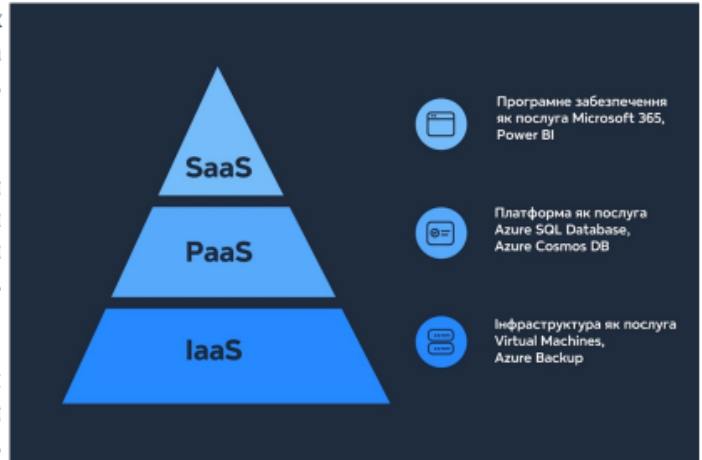 SaaS
Програмне забезпечення
як послуга Microsoft 365,
Power BI
PaaS
Платформа як послуга
Azure SQL Database,
Azure Cosmos DB
IaaS
Інфраструктура як послуга
Virtual Machines,
Azure Backup